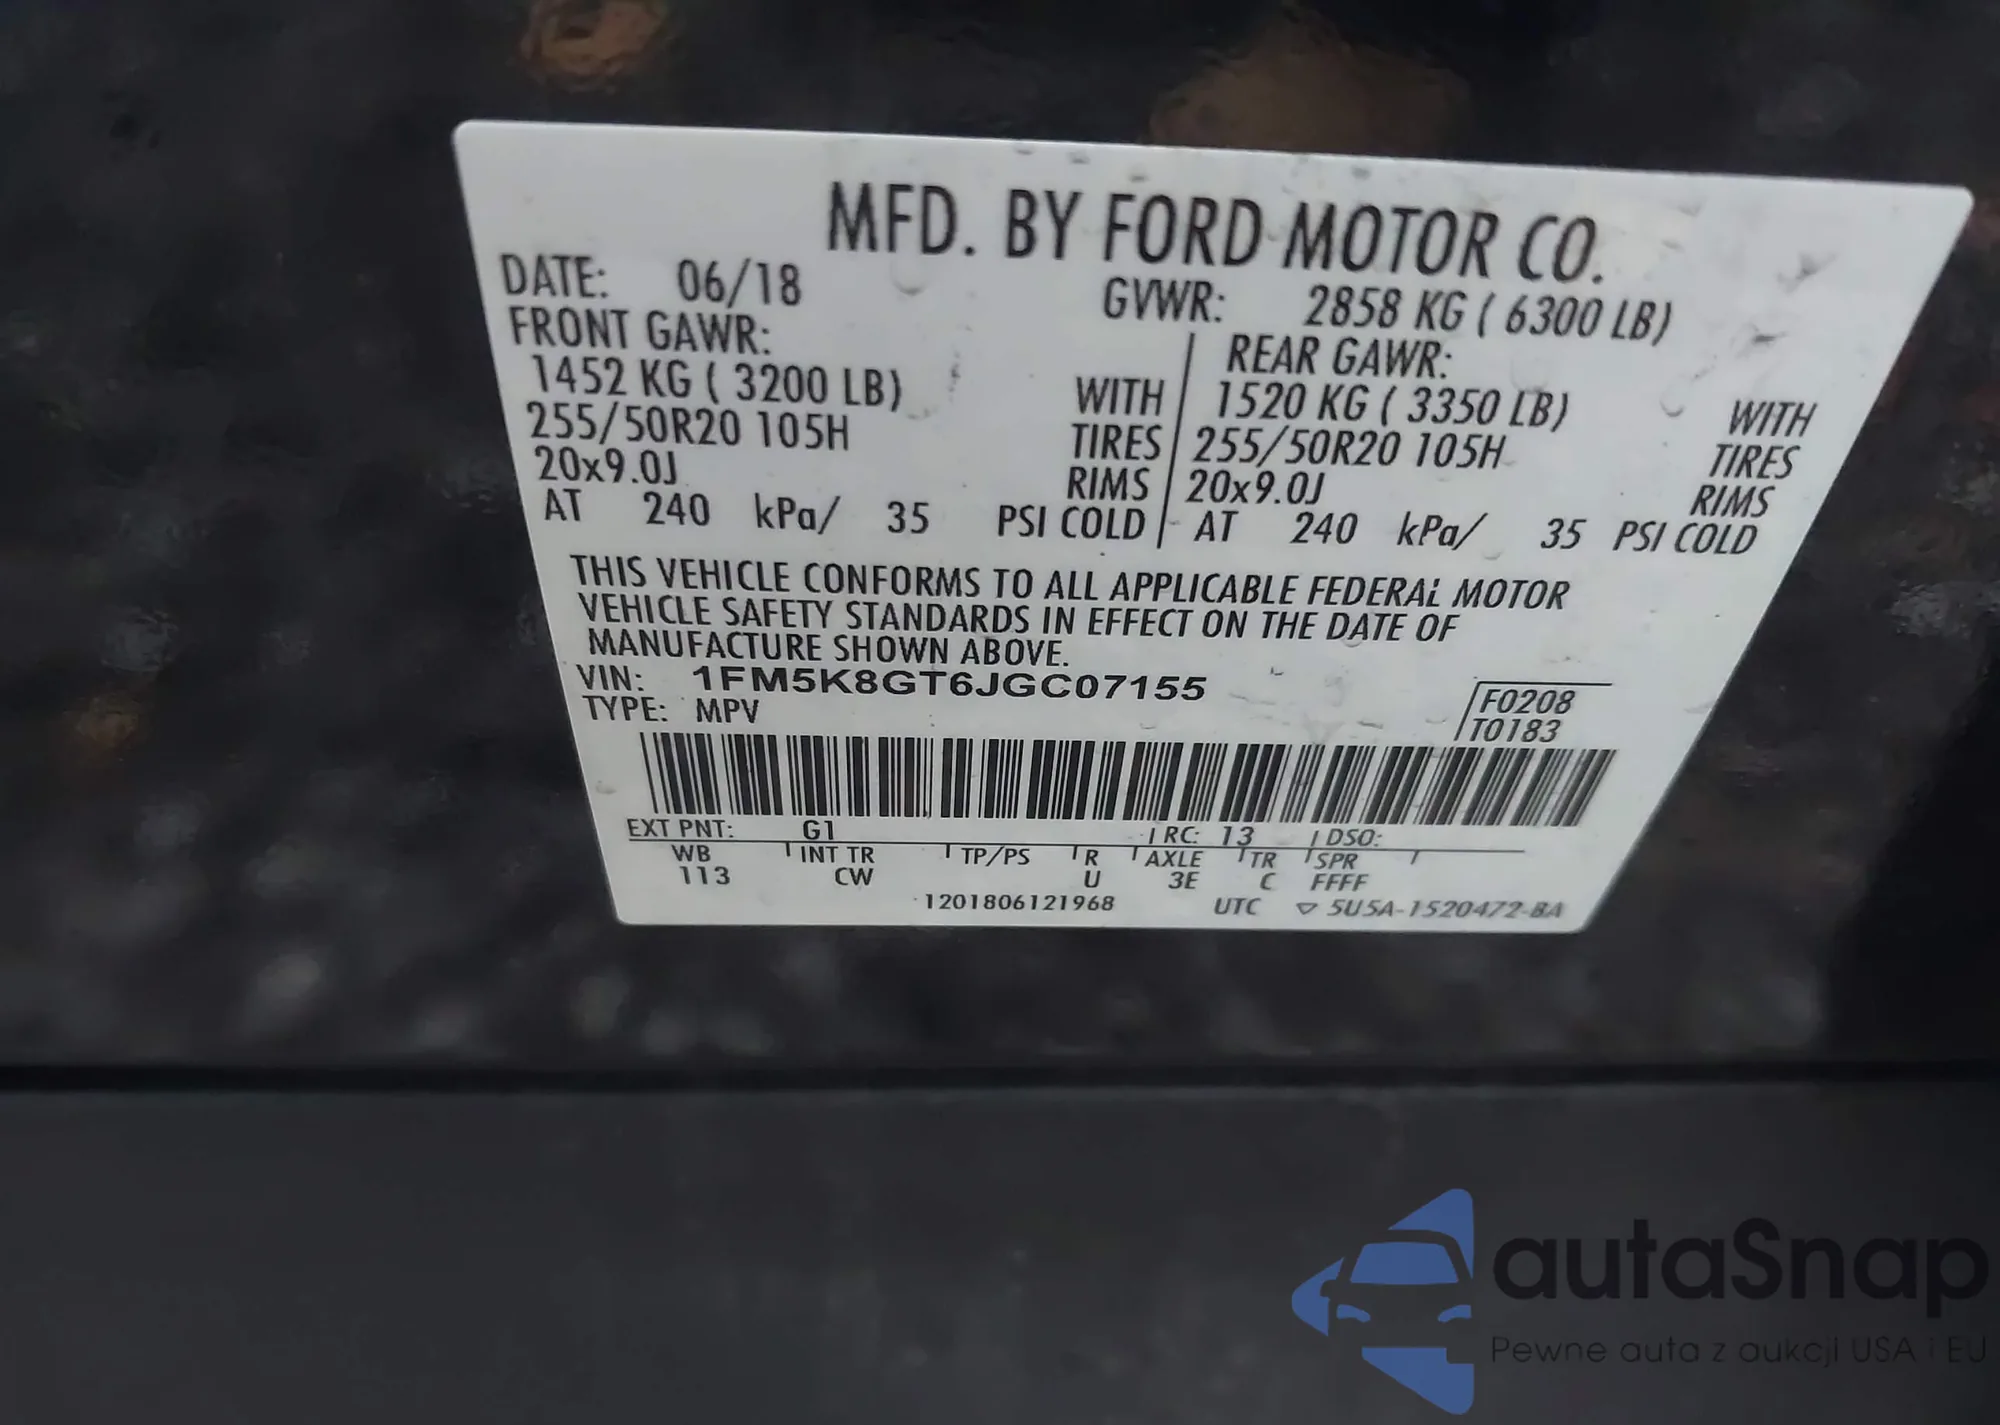 MFD. BY FORD MOTOR CO.
DATE: 06/18 GVWR: 2858 KG ( 6300 LB)
FRONT GAWR: REAR GAWR:
1452 KG ( 3200 LB) WITH 1520 KG ( 3350 LB) WITH
255/50R20 105H TIRES 255/50R20 105H TIRES
20x9.0J RIMS 20x9.0J RIMS
AT 240 kPa/ 35 PSI COLD AT 240 kPa/ 35 PSI COLD
THIS VEHICLE CONFORMS TO ALL APPLICABLE FEDERAL MOTOR
VEHICLE SAFETY STANDARDS IN EFFECT ON THE DATE OF
MANUFACTURE SHOWN ABOVE.
VIN: 1FM5K8GT6JGC07155 F0208
TYPE: MPV T0183
EXT PNT: G1 RC: 13 DSO:
WB INT TR TP/PS R AXLE TR SPR
113 CW U 3E C FFFF
1201806121968 UTC 5U5A-1520472-BA
autaSnap
Pewne auta z aukcji USA i EU